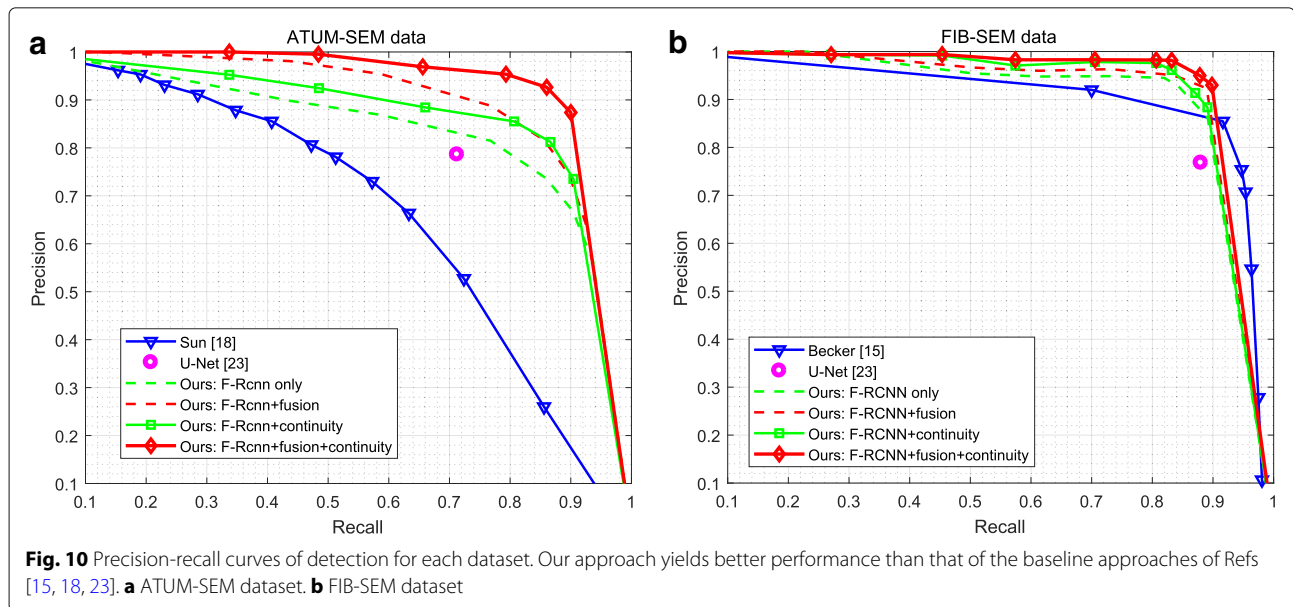 a
ATUM-SEM data
1
0.9
0.8
0.7
0.6
0.5
0.4
0.3
0.2
0.1
Precision
0.1 0.2 0.3 0.4 0.5 0.6 0.7 0.8 0.9 1
Recall
Sun [18]
U-Net [23]
Ours: F-Rcnn only
Ours: F-Rcnn+fusion
Ours: F-Rcnn+continuity
Ours: F-Rcnn+fusion+continuity
b
FIB-SEM data
1
0.9
0.8
0.7
0.6
0.5
0.4
0.3
0.2
0.1
Precision
0.1 0.2 0.3 0.4 0.5 0.6 0.7 0.8 0.9 1
Recall
Becker [15]
U-Net [23]
Ours: F-RCNN only
Ours: F-RCNN+fusion
Ours: F-RCNN+continuity
Ours: F-RCNN+fusion+continuity
Fig. 10 Precision-recall curves of detection for each dataset. Our approach yields better performance than that of the baseline approaches of Refs
[15, 18, 23]. a ATUM-SEM dataset. b FIB-SEM dataset